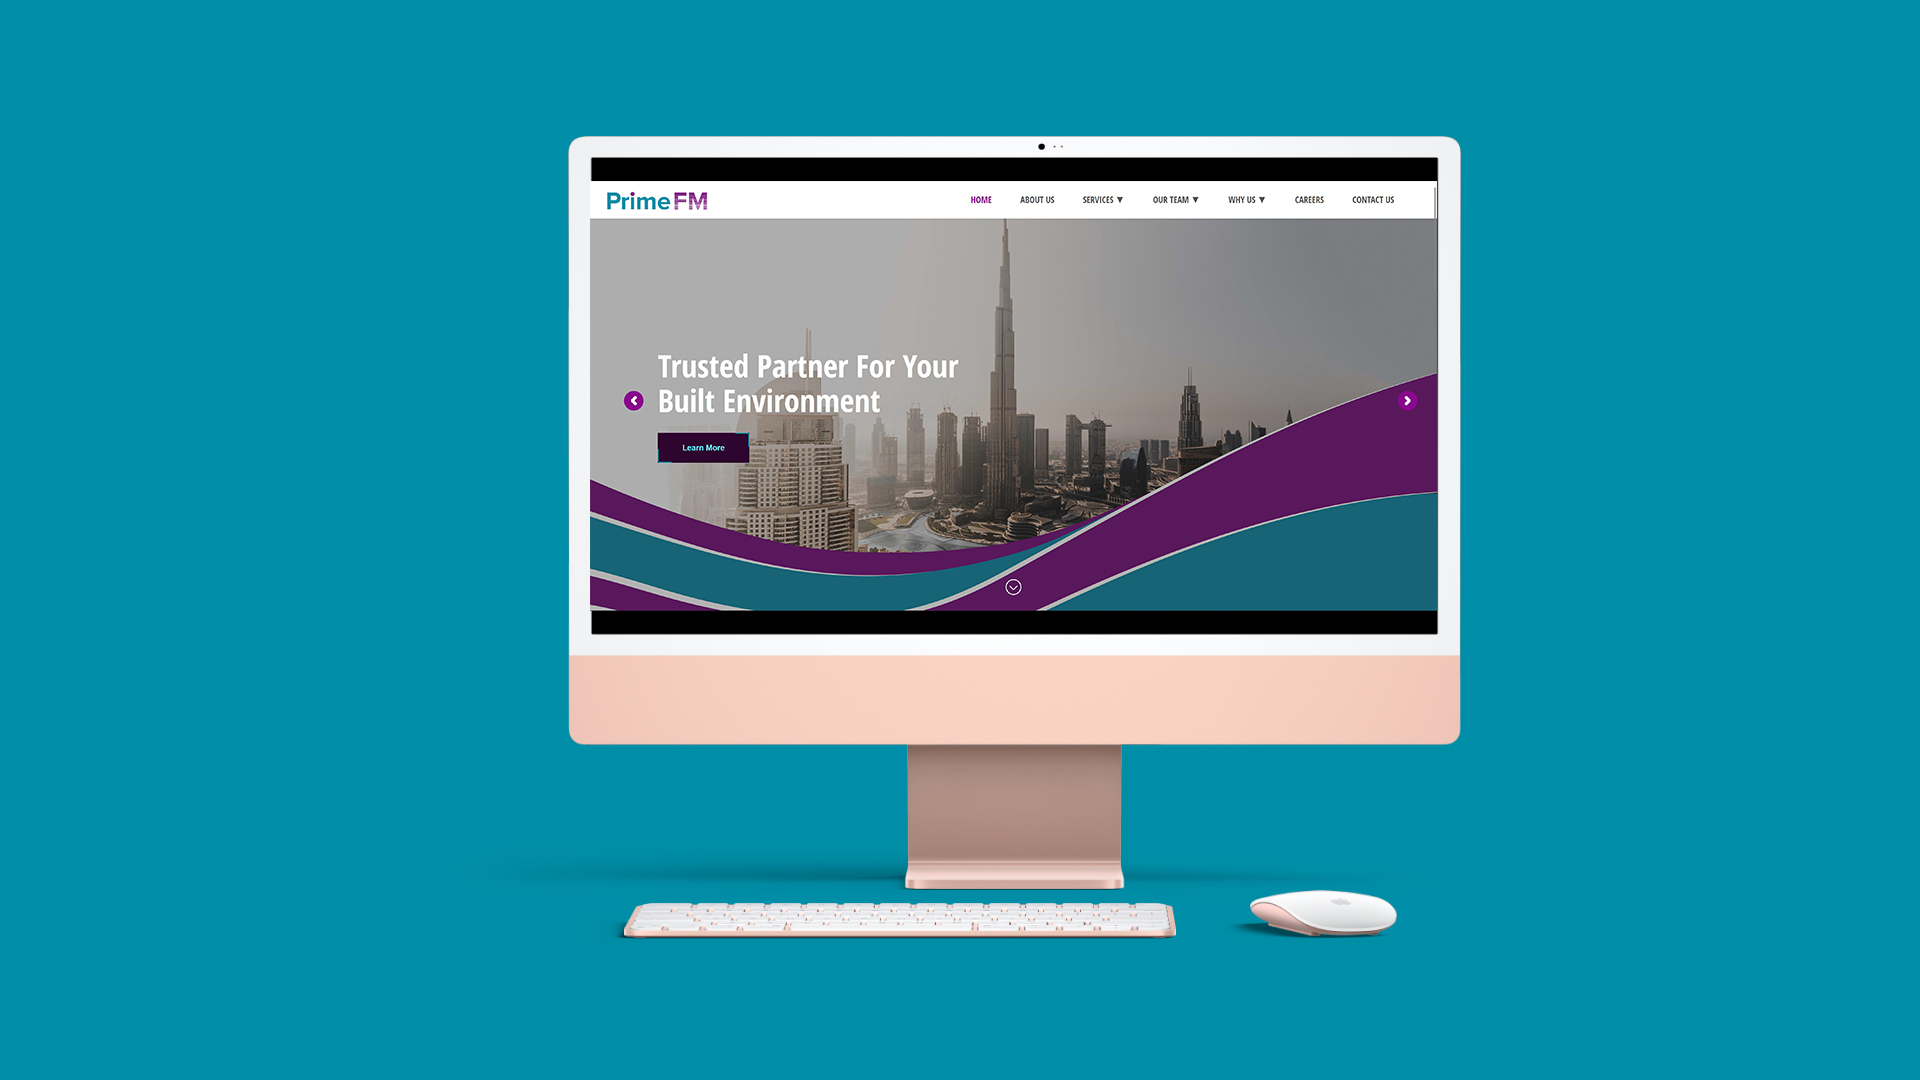 PrimeFM
HOME ABOUT US SERVICES ▼ OUR TEAM ▼ WHY US ▼ CAREERS CONTACT US
Trusted Partner For Your
Built Environment
Learn More